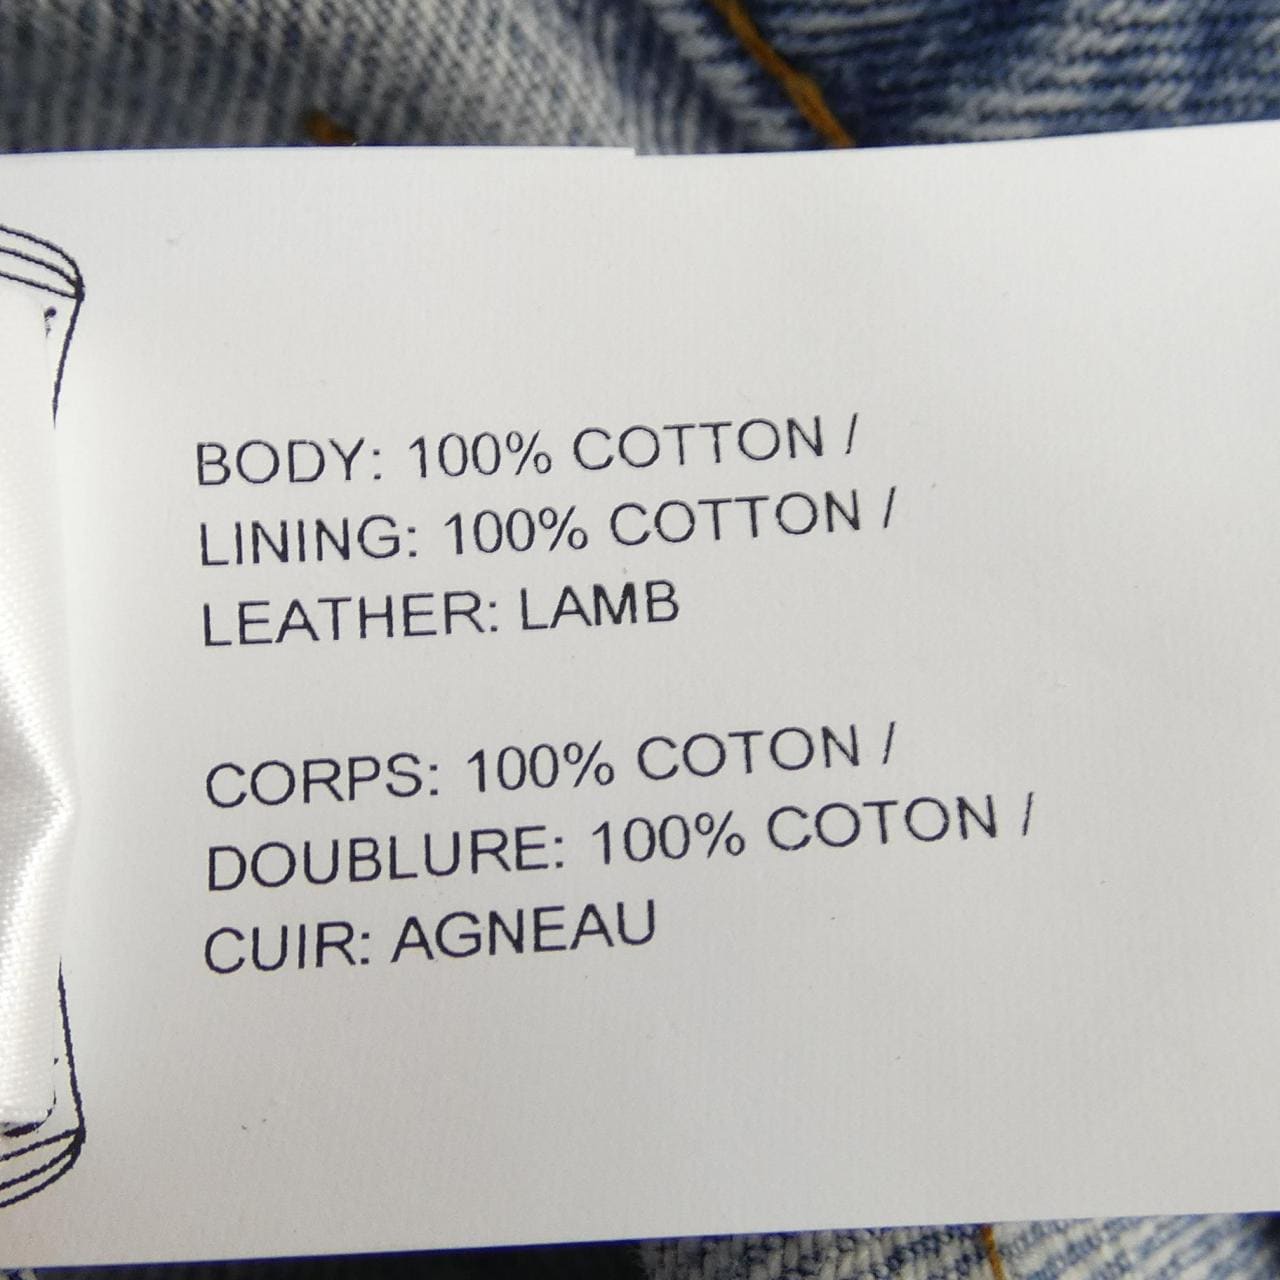 BODY: 100% COTTON /
LINING: 100% COTTON /
LEATHER: LAMB
CORPS: 100% COTON /
DOUBLURE: 100% COTON /
CUIR: AGNEAU